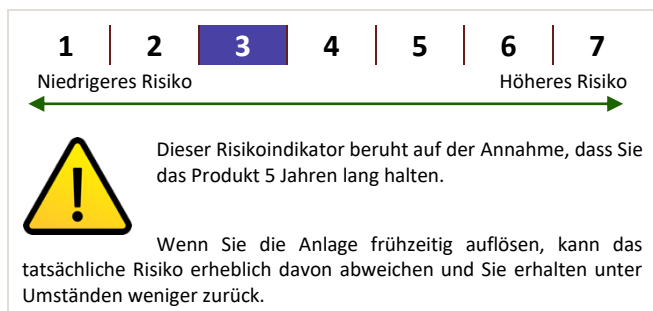 1 2 3 4 5 6 7
Niedrigeres Risiko Höheres Risiko
Dieser Risikoindikator beruht auf der Annahme, dass Sie
das Produkt 5 Jahren lang halten.
Wenn Sie die Anlage frühzeitig auflösen, kann das
tatsächliche Risiko erheblich davon abweichen und Sie erhalten unter
Umständen weniger zurück.